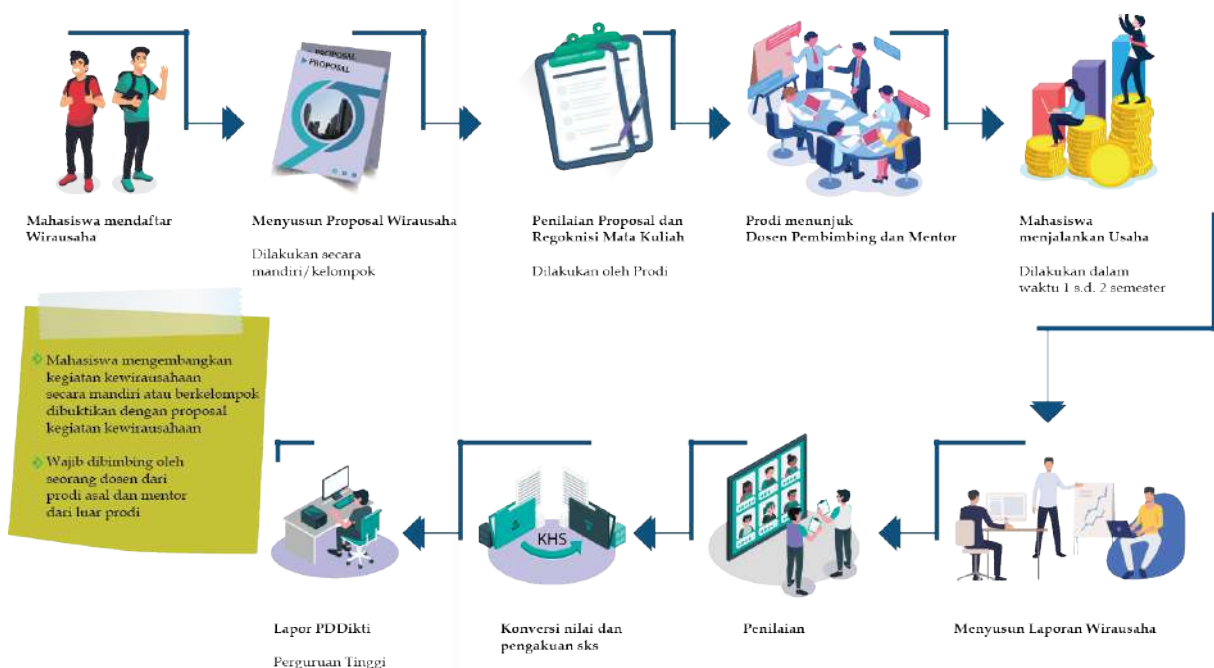 PROPOSAL
PROPOSAL
Mahasiswa mendaftar
Wirausaha
Menyusun Proposal Wirausaha
Dilakukan secara
mandiri/kelompok
Penilaian Proposal dan
Regoknisi Mata Kuliah
Dilakukan oleh Prodi
Prodi menunjuk
Dosen Pembimbing dan Mentor
Mahasiswa
menjalankan Usaha
Dilakukan dalam
waktu 1 s.d. 2 semester
Mahasiswa mengembangkan
kegiatan kewirausahaan
secara mandiri atau berkelompok
dibuktikan dengan proposal
kegiatan kewirausahaan
Wajib dibimbing oleh
seorang dosen dari
prodi asal dan mentor
dari luar prodi
Menyusun Laporan Wirausaha
Penilaian
KHS
Konversi nilai dan
pengakuan sks
Lapor PDDikti
Perguruan Tinggi